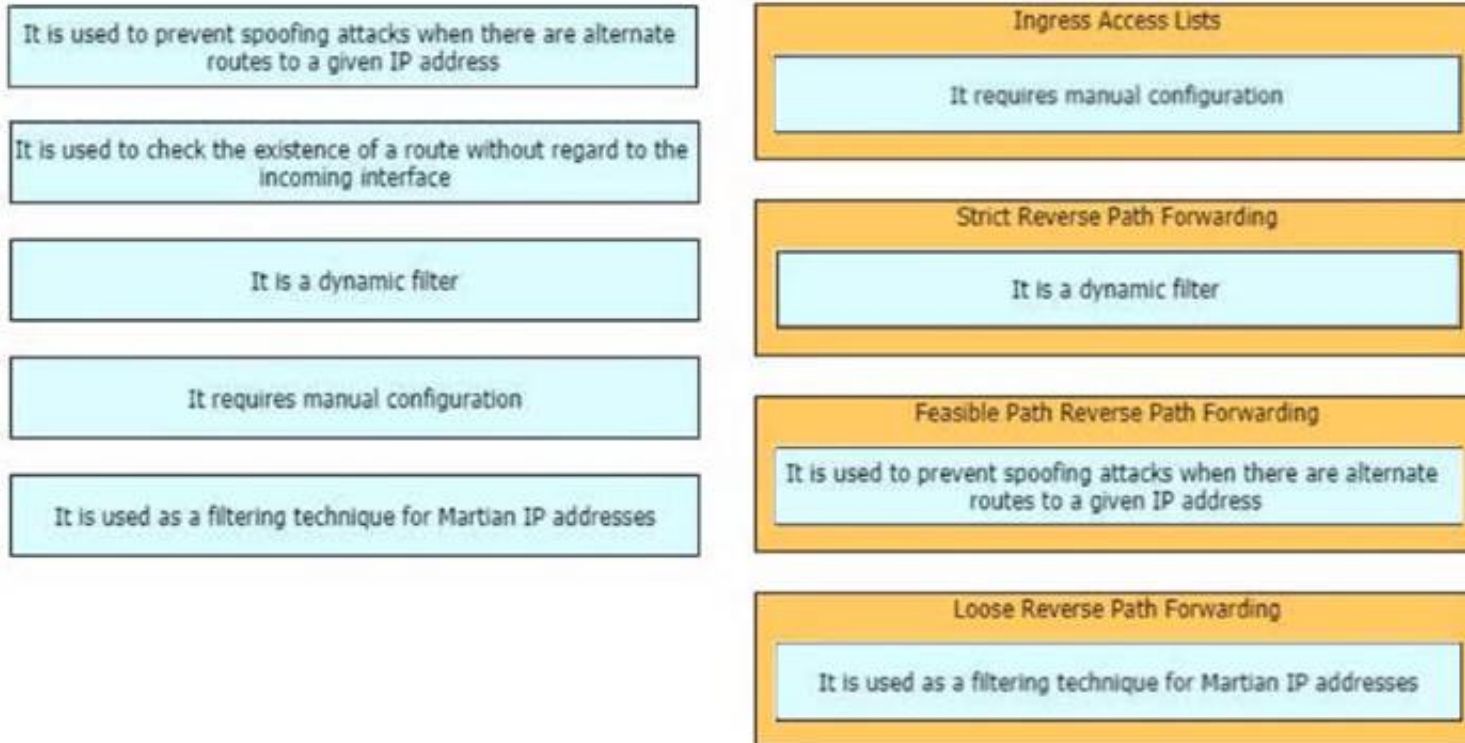 It is used to prevent spoofing attacks when there are alternate
routes to a given IP address
It is used to check the existence of a route without regard to the
incoming interface
It is a dynamic filter
It requires manual configuration
It is used as a filtering technique for Martian IP addresses
Ingress Access Lists
It requires manual configuration
Strict Reverse Path Forwarding
It is a dynamic filter
Feasible Path Reverse Path Forwarding
It is used to prevent spoofing attacks when there are alternate
routes to a given IP address
Loose Reverse Path Forwarding
It is used as a filtering technique for Martian IP addresses